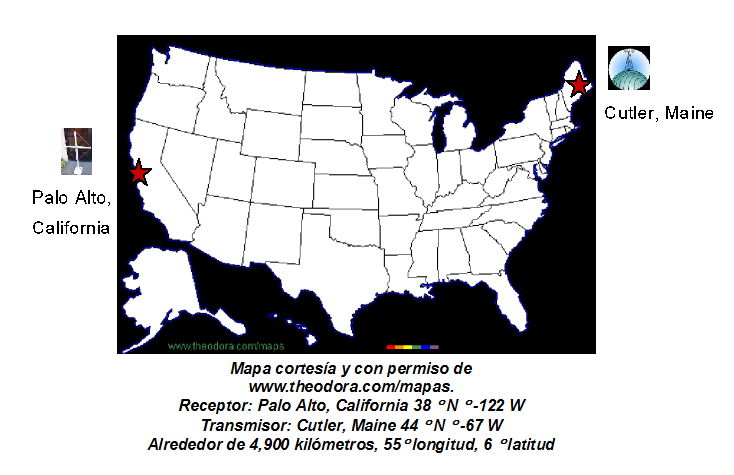 Cutler, Maine
Palo Alto,
California
www.theodora.com/maps
Mapa cortesía y con permiso de
www.theodora.com/mapas.
Receptor: Palo Alto, California 38 °N °-122 W
Transmisor: Cutler, Maine 44 °N °-67 W
Alrededor de 4,900 kilómetros, 55°longitud, 6 °latitud